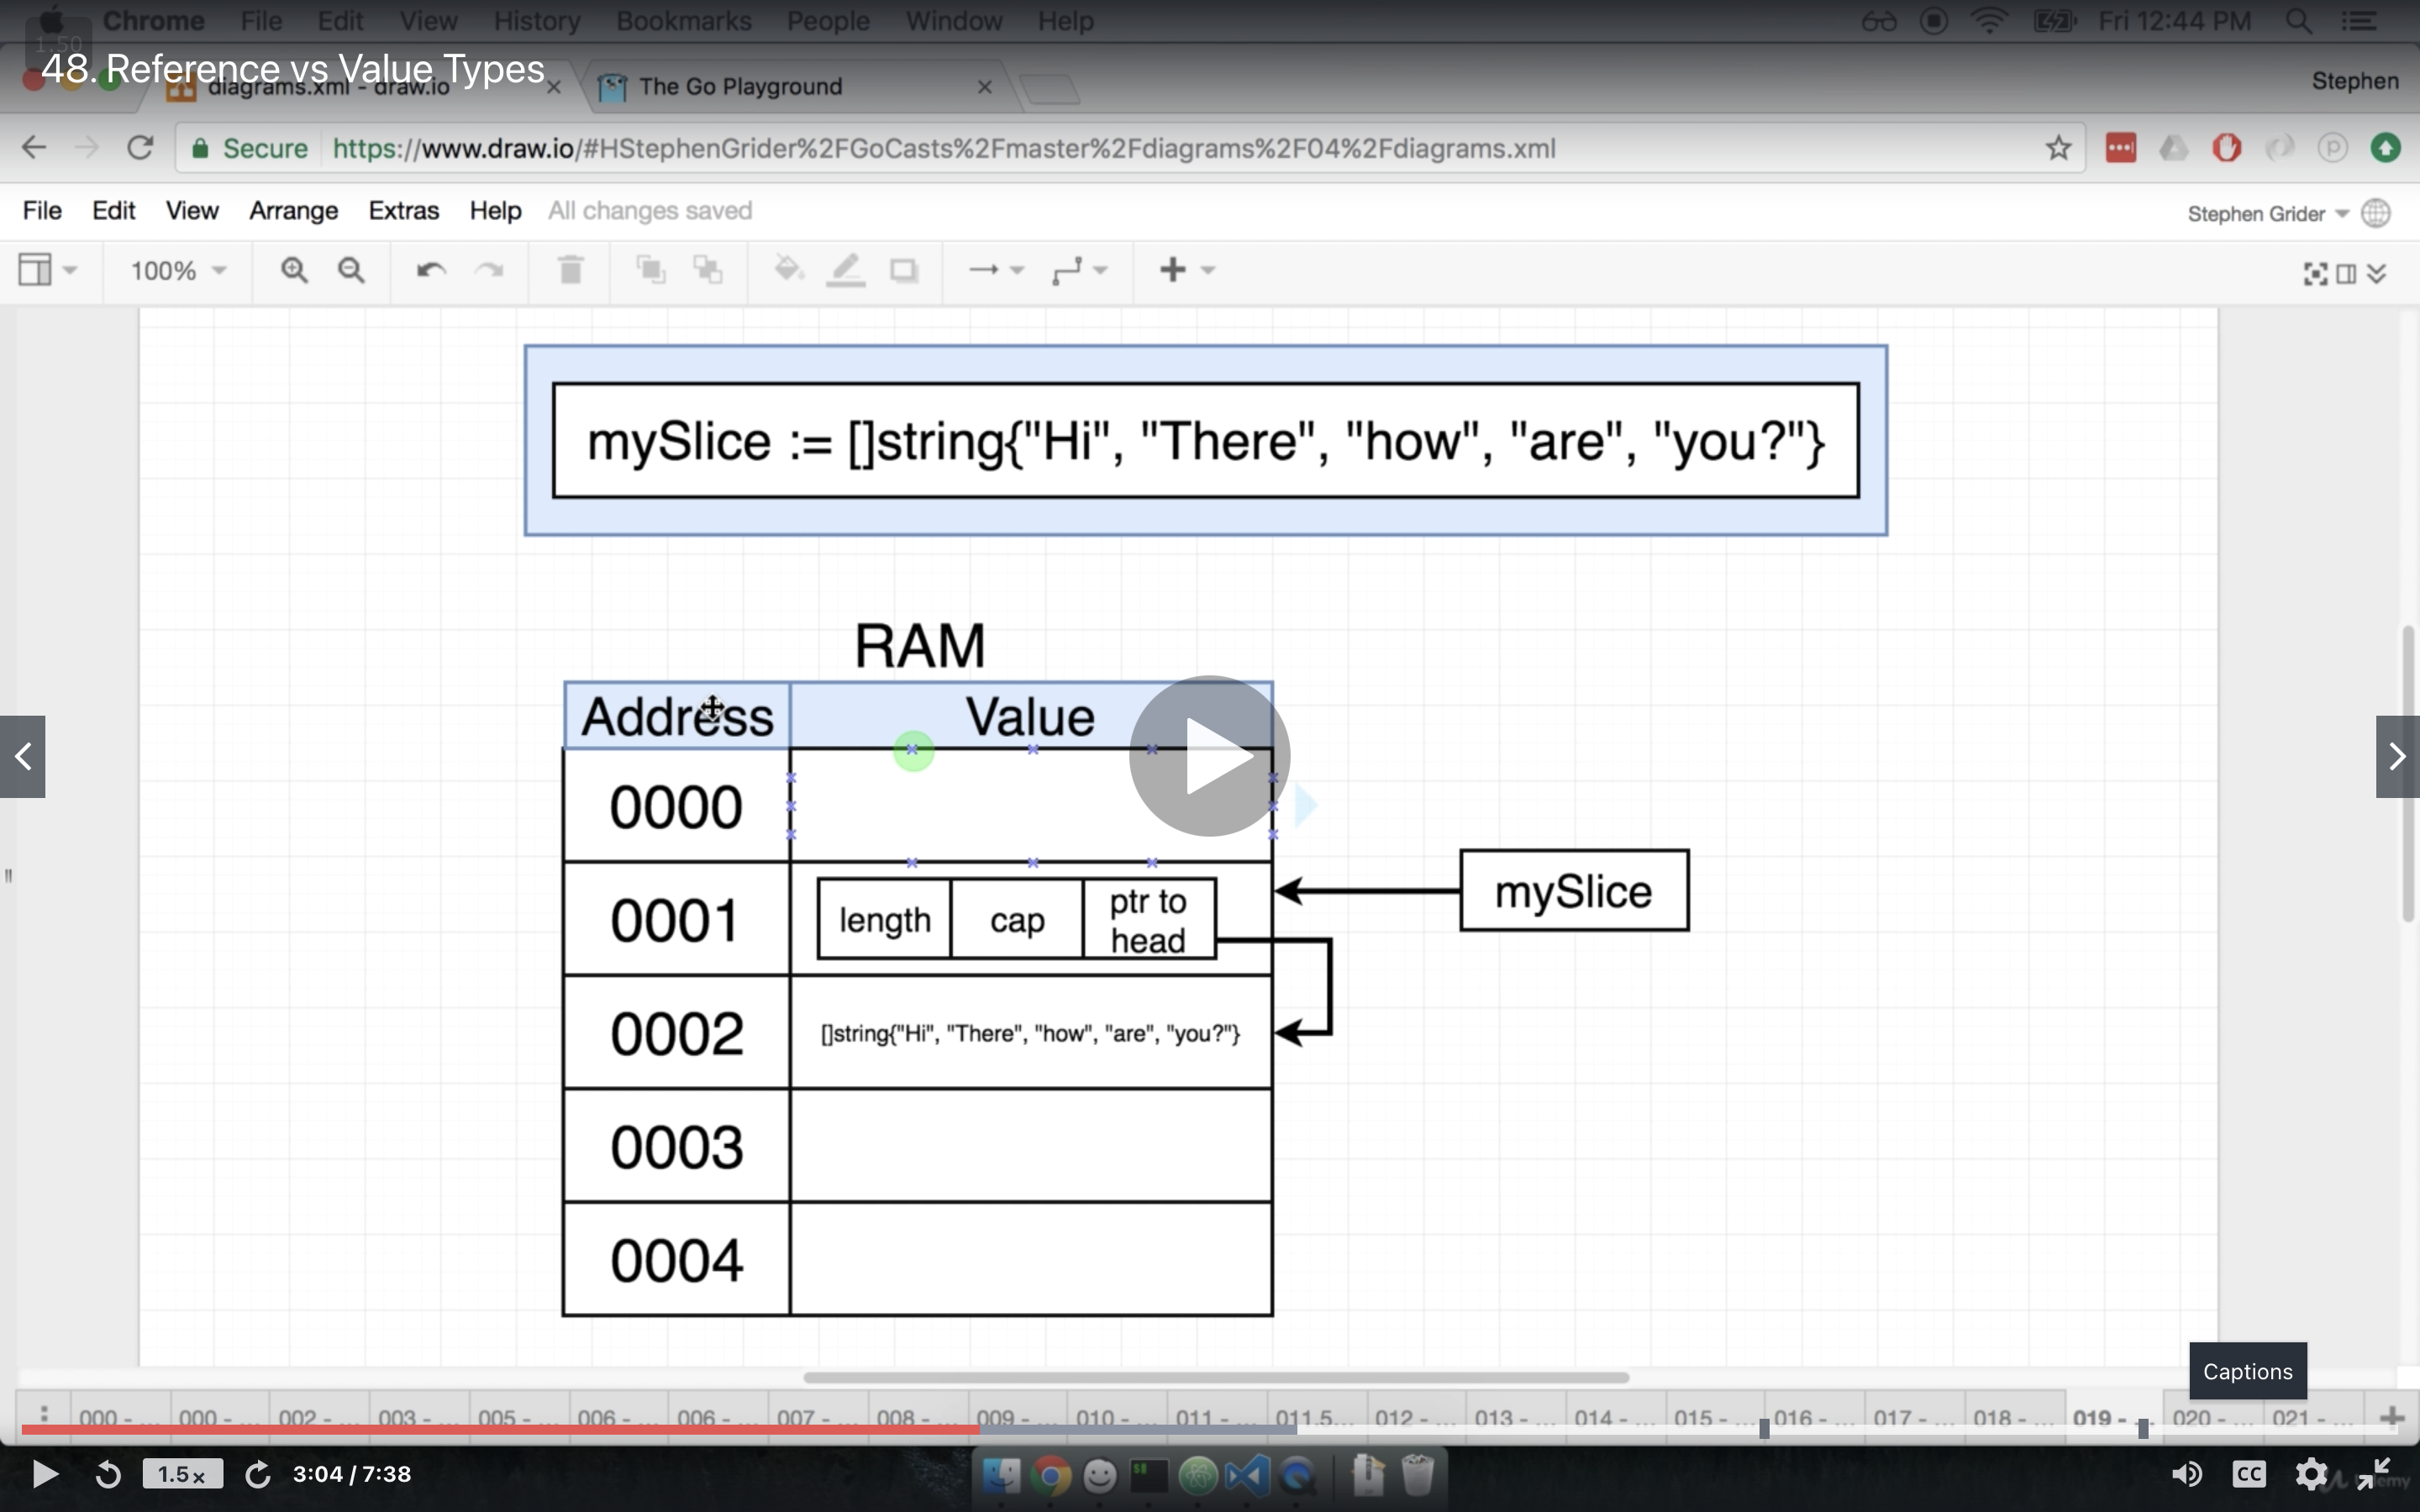 Chrome File Edit View History Bookmarks People Window Help Fri 12:44 PM
1.50
48. Reference vs Value Types
diagrams.xml - draw.io The Go Playground Stephen
Secure https://www.draw.io/#HStephenGrider%2FGoCasts%2Fmaster%2Fdiagrams%2F04%2Fdiagrams.xml
File Edit View Arrange Extras Help All changes saved Stephen Grider
100%
mySlice := []string{"Hi", "There", "how", "are", "you?"}
RAM
Address Value
0000
0001 length cap ptr to head mySlice
0002 []string{"Hi", "There", "how", "are", "you?"}
0003
0004
Captions
000 - ... 000 - ... 002 - ... 003 - ... 005 - ... 006 - ... 006 - ... 007 - ... 008 - ... 009 - ... 010 - ... 011 - ... 011.5... 012 - ... 013 - ... 014 - ... 015 - ... 016 - ... 017 - ... 018 - ... 019 - 020 - ... 021 - ...
1.5x 3:04 / 7:38 CC